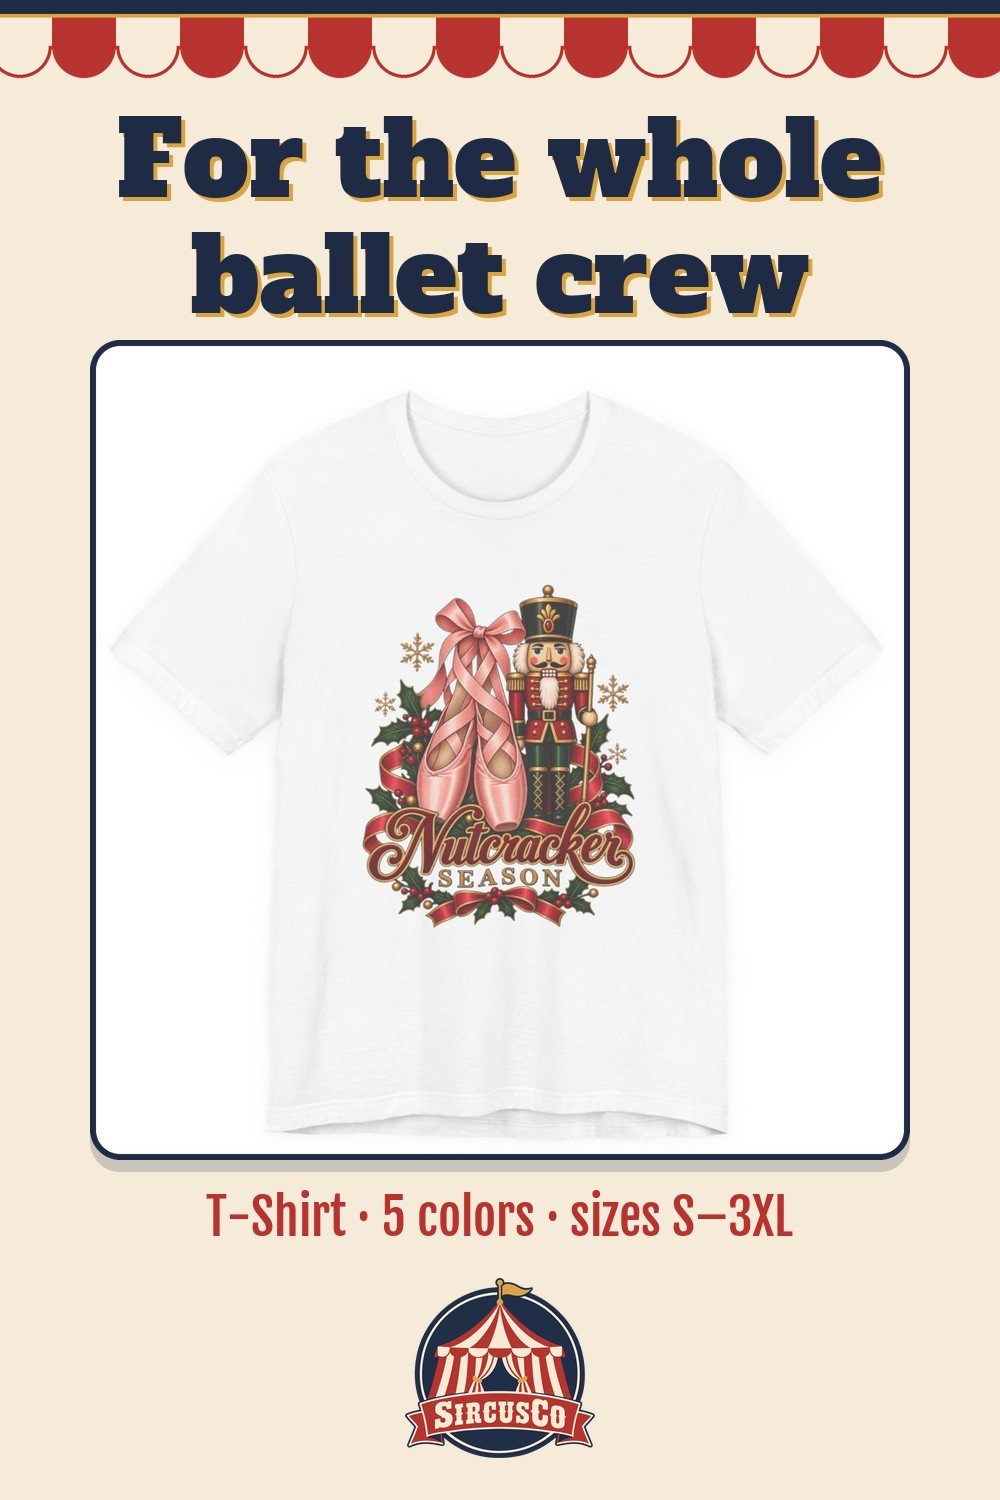 For the whole
ballet crew
Nutcracker
SEASON
T-Shirt · 5 colors · sizes S–3XL
SIRCUSCO